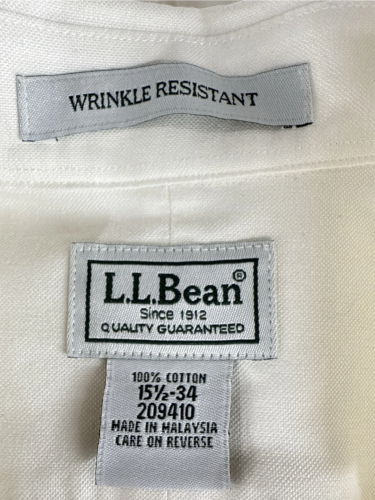 WRINKLE RESISTANT
L.L.Bean®
Since 1912
QUALITY GUARANTEED
100% COTTON
15½-34
209410
MADE IN MALAYSIA
CARE ON REVERSE